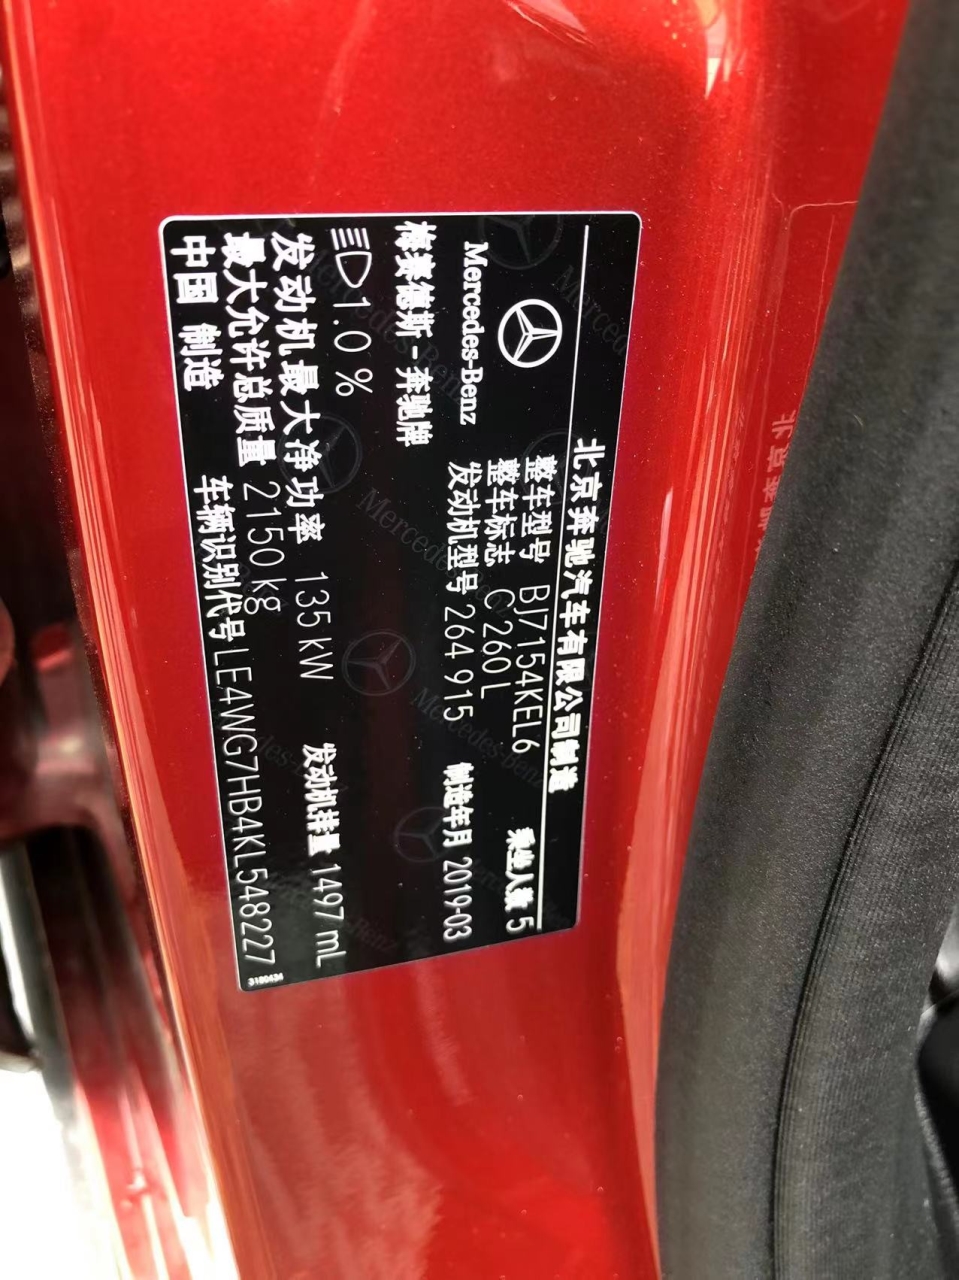 北京奔驰汽车有限公司制造
Mercedes-Benz
整车型号 BJ7154KEL6
乘坐人数 5
整车标志 C 260 L
梅赛德斯-奔驰牌
发动机型号 264 915
制造年月 2019-03
1.0 %
发动机最大净功率 135 kW
发动机排量 1497 mL
最大允许总质量 2150 kg
中国 制造
车辆识别代号 LE4WG7HB4KL548227